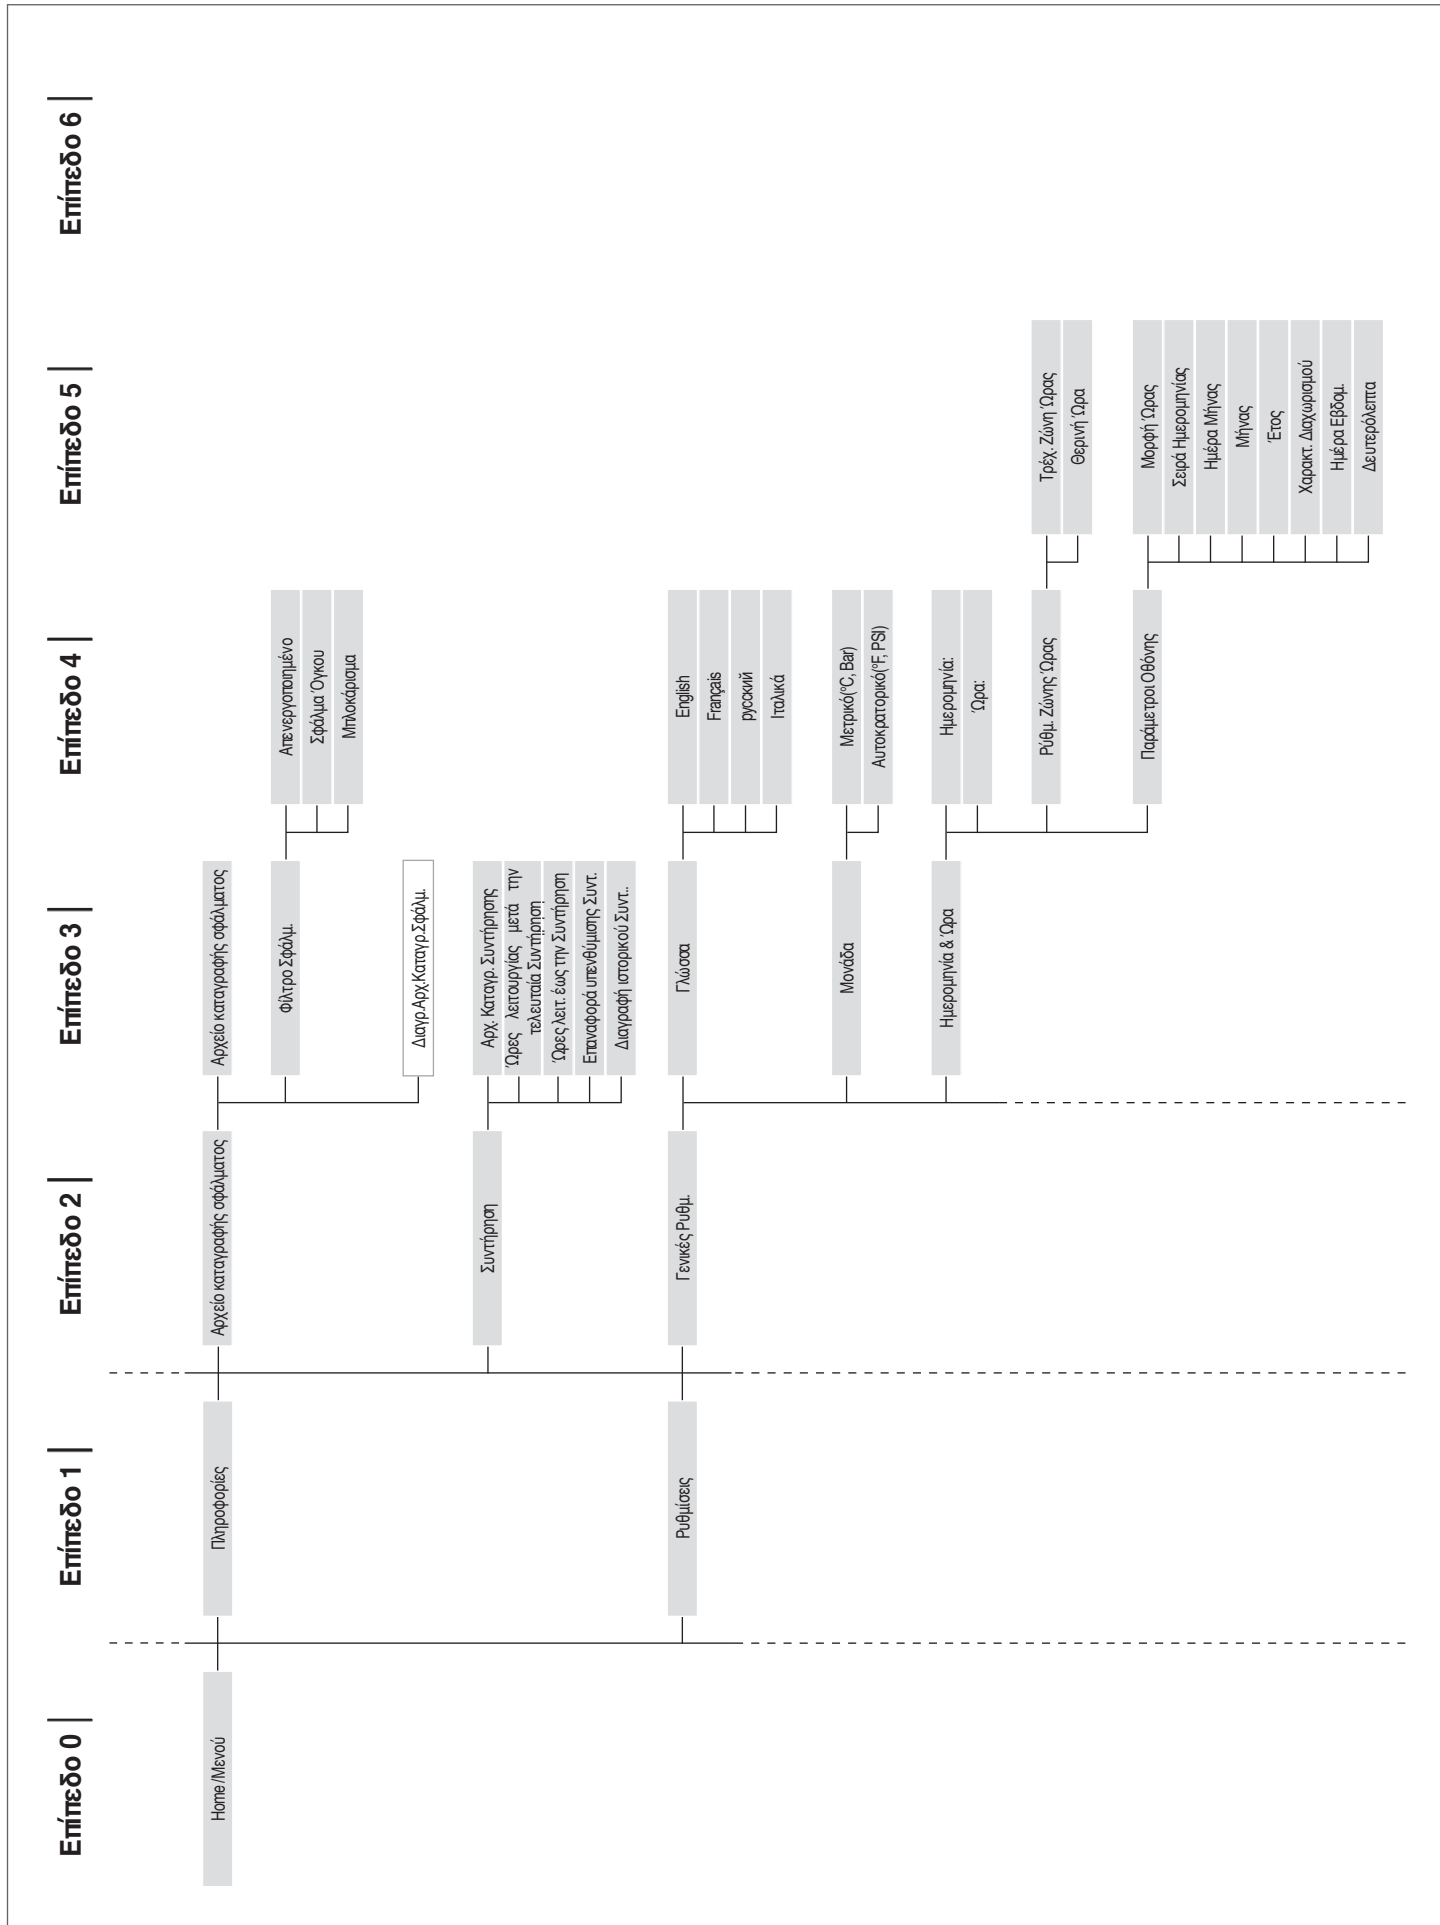 Επίπεδο 0
Επίπεδο 1
Επίπεδο 2
Επίπεδο 3
Επίπεδο 4
Επίπεδο 5
Επίπεδο 6
Home /Μενού
Πληροφορίες
Αρχείο καταγραφής σφάλματος
Αρχείο καταγραφής σφάλματος
Φίλτρο Σφάλμ.
Απενεργοποιημένο
Σφάλμα Όγκου
Μπλοκάρισμα
Διαγρ.Αρχ.Καταγρ.Σφάλμ.
Συντήρηση
Αρχ. Καταγρ. Συντήρησης
Ώρες λειτουργίας μετά την
τελευταία Συντήρηση
Ώρες λειτ. έως την Συντήρηση
Επαναφορά υπενθύμισης Συντ.
Διαγραφή ιστορικού Συντ..
Ρυθμίσεις
Γενικές Ρυθμ.
Γλώσσα
English
Français
русский
Ιταλικά
Μονάδα
Μετρικό(°C, Bar)
Αυτοκρατορικό(°F, PSI)
Ημερομηνία & Ώρα
Ημερομηνία:
Ώρα:
Ρύθμ. Ζώνης Ώρας
Τρέχ. Ζώνη Ώρας
Θερινή Ώρα
Παράμετροι Οθόνης
Μορφή Ώρας
Σειρά Ημερομηνίας
Ημέρα Μήνας
Μήνας
Έτος
Χαρακτ. Διαχωρισμού
Ημέρα Εβδομ.
Δευτερόλεπτα